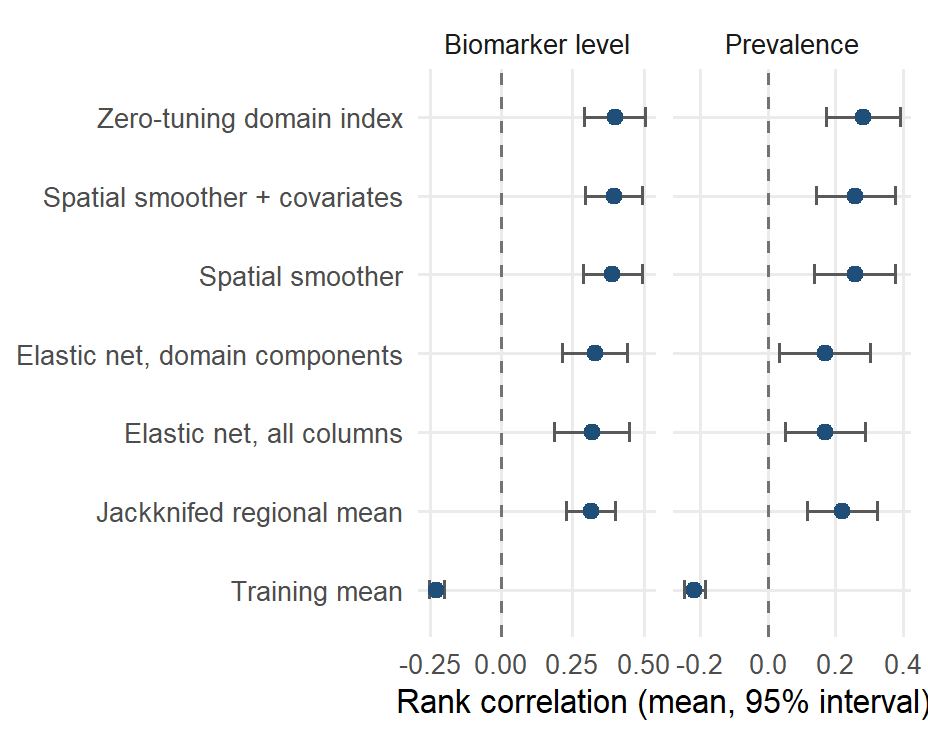 Biomarker level Prevalence
Zero-tuning domain index
Spatial smoother + covariates
Spatial smoother
Elastic net, domain components
Elastic net, all columns
Jackknifed regional mean
Training mean
-0.25 0.00 0.25 0.50 -0.2 0.0 0.2 0.4
Rank correlation (mean, 95% interval)